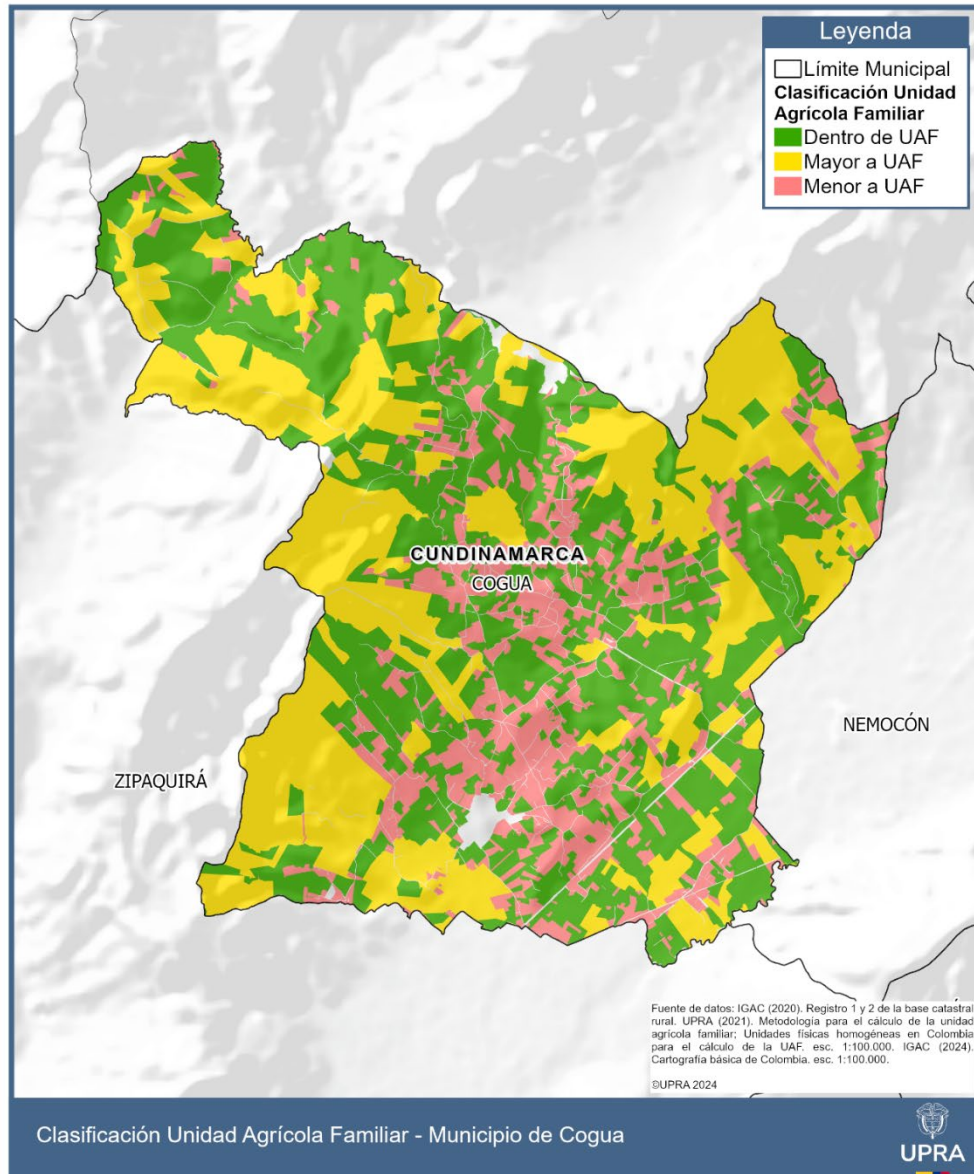 Leyenda
Límite Municipal
Clasificación Unidad
Agrícola Familiar
Dentro de UAF
Mayor a UAF
Menor a UAF
CUNDINAMARCA
COGUA
NEMOCÓN
ZIPAQUIRÁ
Fuente de datos: IGAC (2020). Registro 1 y 2 de la base catastral
rural. UPRA (2021). Metodología para el cálculo de la unidad
agrícola familiar; Unidades físicas homogéneas en Colombia
para el cálculo de la UAF. esc. 1:100.000. IGAC (2024).
Cartografía básica de Colombia. esc. 1:100.000.
©UPRA 2024
Clasificación Unidad Agrícola Familiar - Municipio de Cogua
UPRA